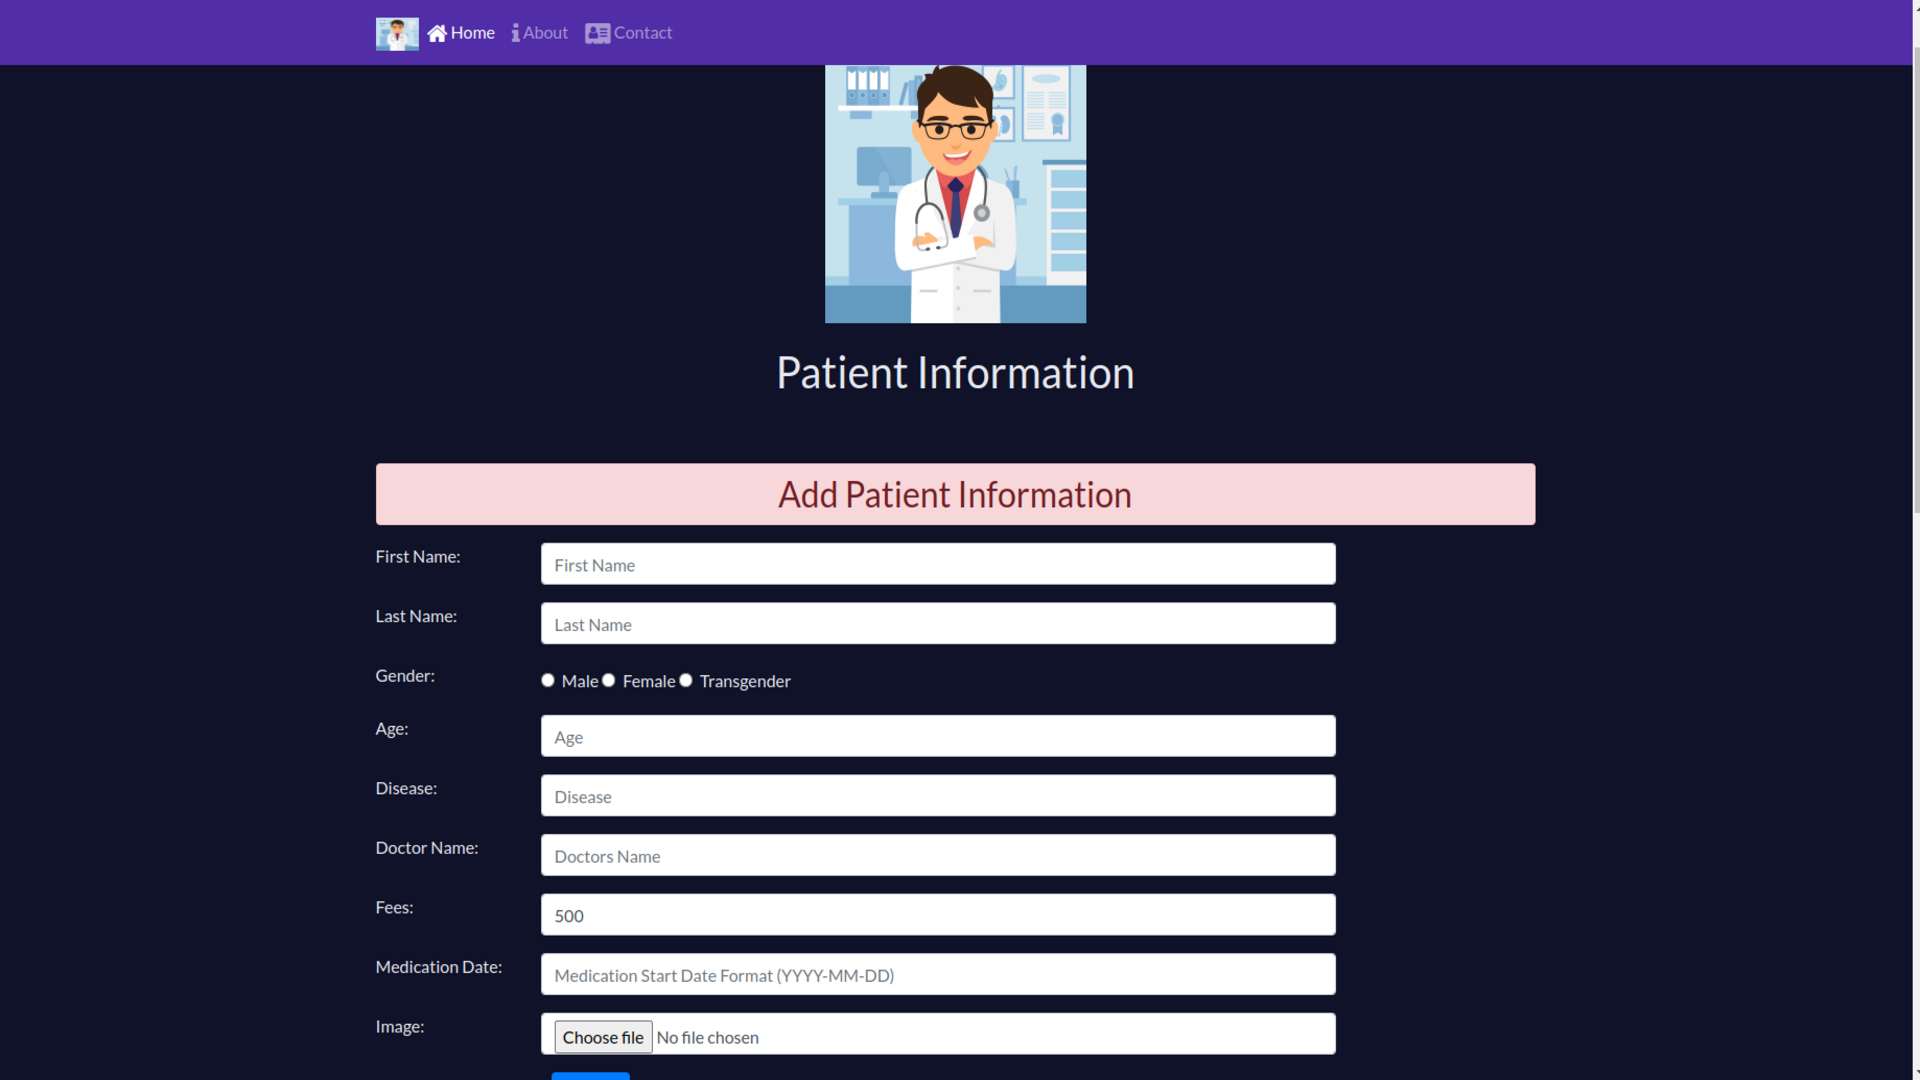 Home About Contact
Patient Information
Add Patient Information
First Name: First Name
Last Name: Last Name
Gender: Male Female Transgender
Age: Age
Disease: Disease
Doctor Name: Doctors Name
Fees: 500
Medication Date: Medication Start Date Format (YYYY-MM-DD)
Image: Choose file No file chosen